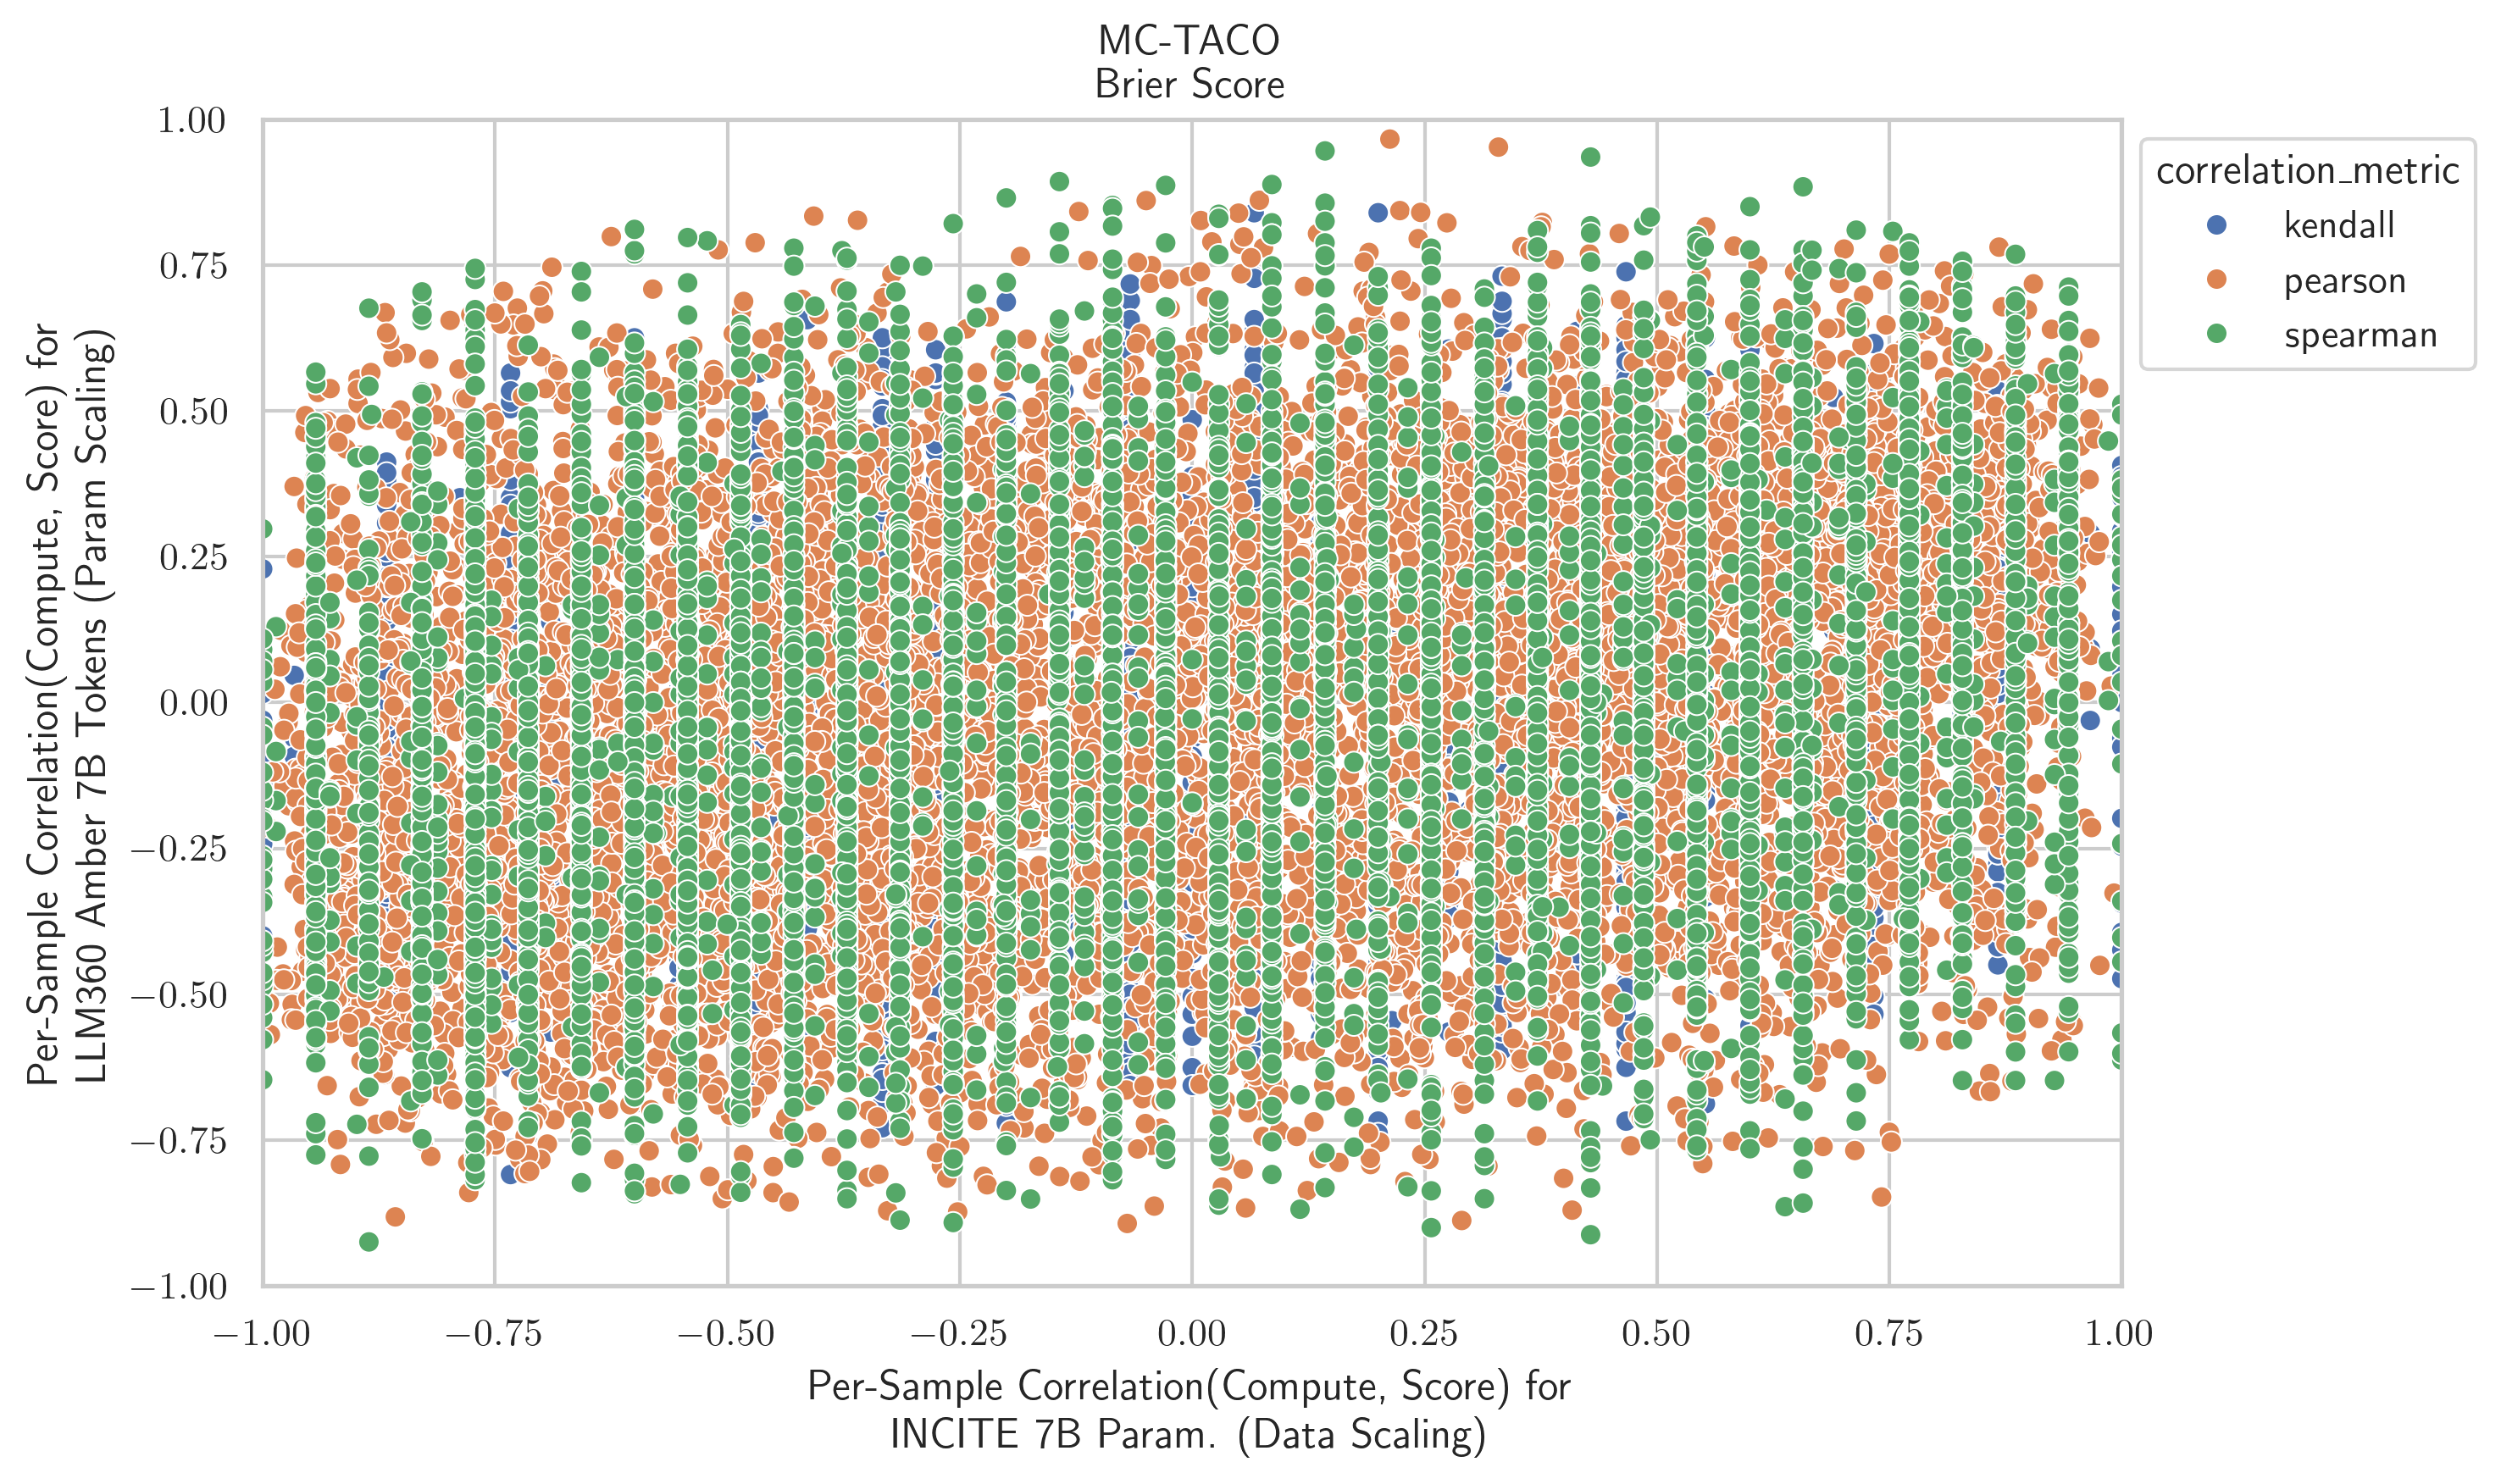 MC-TACO
Brier Score
Per-Sample Correlation(Compute, Score) for
LLM360 Amber 7B Tokens (Param Scaling)
1.00
0.75
0.50
0.25
0.00
−0.25
−0.50
−0.75
−1.00
−1.00 −0.75 −0.50 −0.25 0.00 0.25 0.50 0.75 1.00
Per-Sample Correlation(Compute, Score) for
INCITE 7B Param. (Data Scaling)
correlation_metric
kendall
pearson
spearman